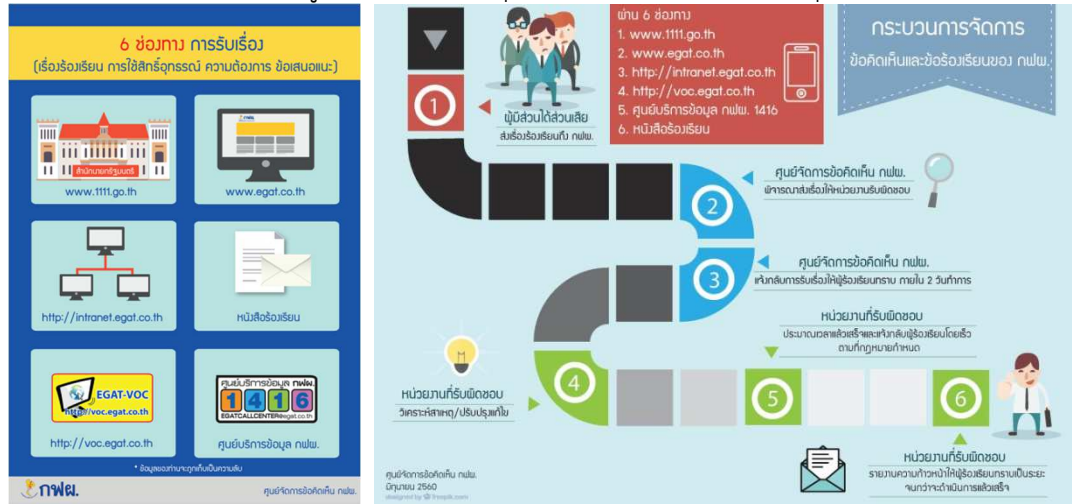 6 ช่องทาง การรับเรื่อง
(เรื่องร้องเรียน การใช้สิทธิ์อุทธรณ์ ความต้องการ ข้อเสนอแนะ)
สำนักนายกรัฐมนตรี
www.1111.go.th
www.egat.co.th
http://intranet.egat.co.th
หนังสือร้องเรียน
EGAT-VOC
http://voc.egat.co.th
http://voc.egat.co.th
ศูนย์บริการข้อมูล กฟผ.
1416
EGATCALLCENTER@egat.co.th
ศูนย์บริการข้อมูล กฟผ.
* ข้อมูลของท่านจะถูกเก็บเป็นความลับ
กฟผ.
ศูนย์จัดการข้อคิดเห็น กฟผ.
กระบวนการจัดการ
ข้อคิดเห็นและข้อร้องเรียนของ กฟผ.
1
ผู้มีส่วนได้ส่วนเสีย
ส่งเรื่องร้องเรียนถึง กฟผ.
ผ่าน 6 ช่องทาง
1. www.1111.go.th
2. www.egat.co.th
3. http://intranet.egat.co.th
4. http://voc.egat.co.th
5. ศูนย์บริการข้อมูล กฟผ. 1416
6. หนังสือร้องเรียน
2
ศูนย์จัดการข้อคิดเห็น กฟผ.
พิจารณาส่งเรื่องให้หน่วยงานรับผิดชอบ
3
ศูนย์จัดการข้อคิดเห็น กฟผ.
แจ้งกลับการรับเรื่องให้ผู้ร้องเรียนทราบ ภายใน 2 วันทำการ
4
หน่วยงานที่รับผิดชอบ
วิเคราะห์สาเหตุ/ปรับปรุงแก้ไข
หน่วยงานที่รับผิดชอบ
ประมาณเวลาแล้วเสร็จและแจ้งกลับผู้ร้องเรียนโดยเร็ว
ตามที่กฎหมายกำหนด
5
6
หน่วยงานที่รับผิดชอบ
รายงานความก้าวหน้าให้ผู้ร้องเรียนทราบเป็นระยะ
จนกว่าจะดำเนินการแล้วเสร็จ
ศูนย์จัดการข้อคิดเห็น กฟผ.
มิถุนายน 2560
designed by freepik.com